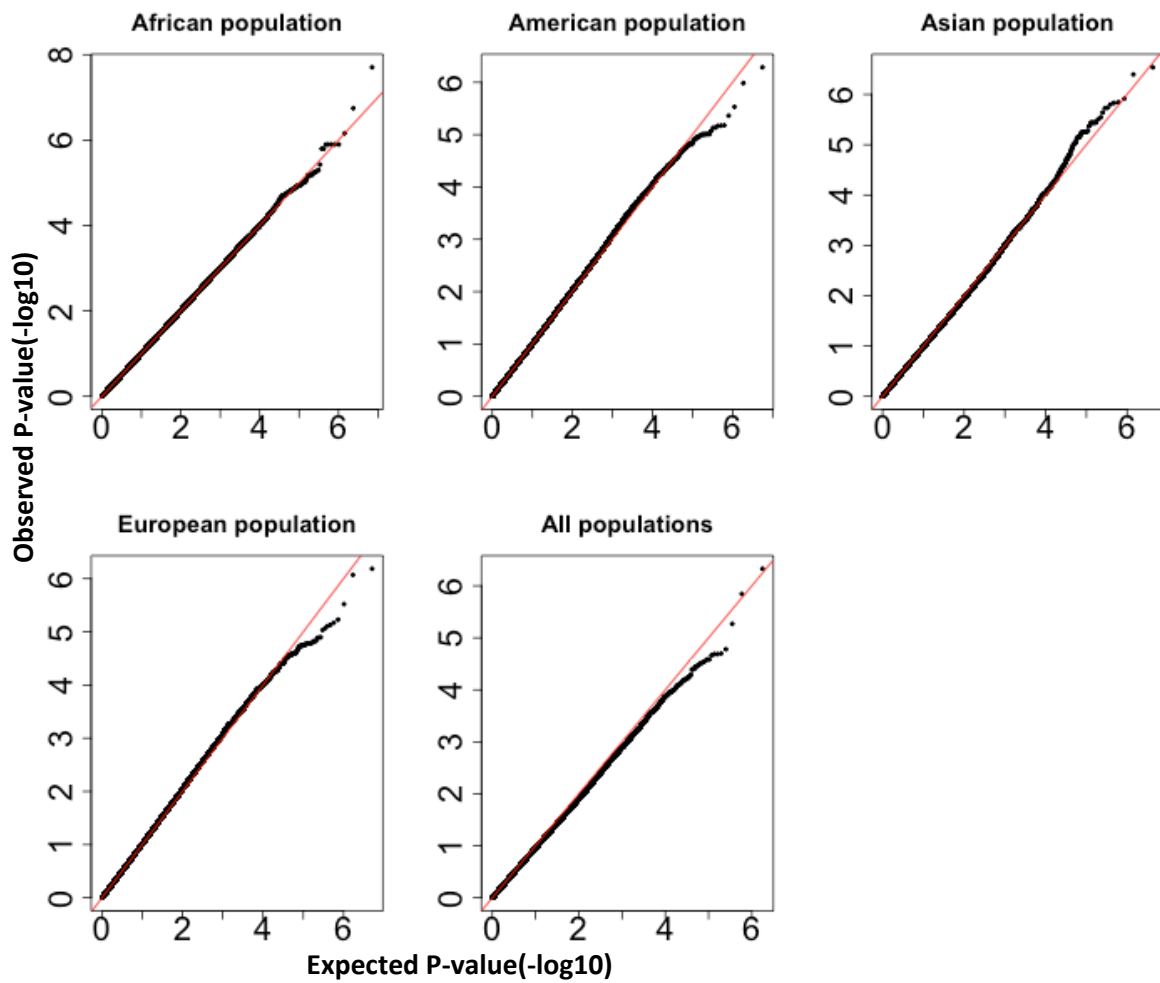 African population
American population
Asian population
8
6
4
2
0
0 2 4 6
6
5
4
3
2
1
0
0 2 4 6
6
5
4
3
2
1
0
0 2 4 6
Observed P-value(-log10)
European population
All populations
6
5
4
3
2
1
0
0 2 4 6
6
5
4
3
2
1
0
0 1 2 3 4 5 6
Expected P-value(-log10)